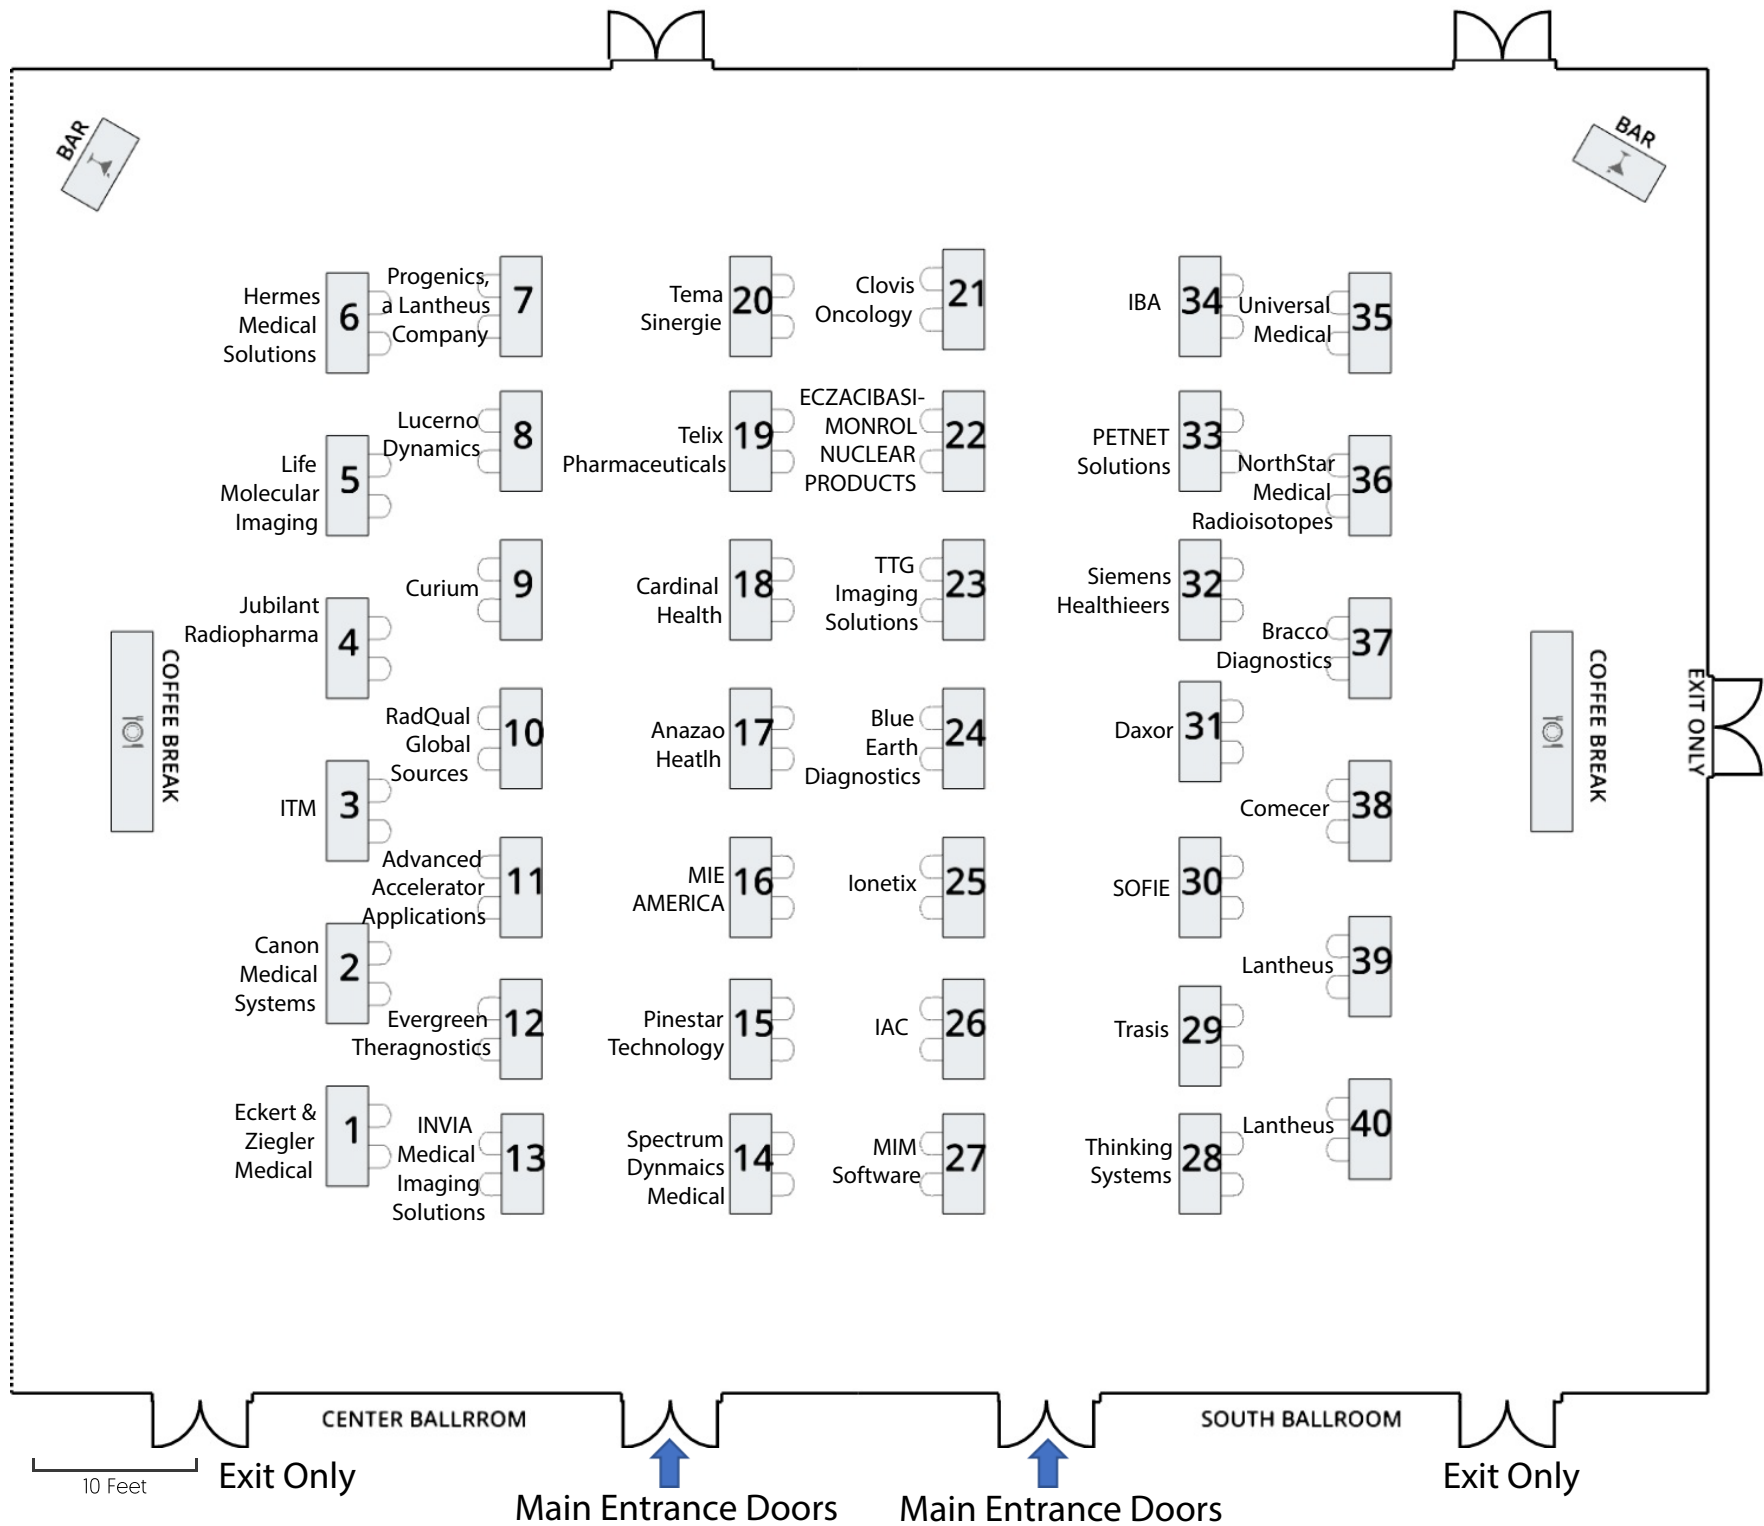 BAR
BAR
Hermes
Medical
Solutions
6
Progenics,
a Lantheus
Company
7
Tema
Sinergie
20
Clovis
Oncology
21
IBA
34
Universal
Medical
35
Life
Molecular
Imaging
5
Lucerno
Dynamics
8
Telix
Pharmaceuticals
19
ECZACIBASI-
MONROL
NUCLEAR
PRODUCTS
22
PETNET
Solutions
33
NorthStar
Medical
Radioisotopes
36
Jubilant
Radiopharma
4
Curium
9
Cardinal
Health
18
TTG
Imaging
Solutions
23
Siemens
Healthieers
32
Bracco
Diagnostics
37
COFFEE BREAK
ITM
3
RadQual
Global
Sources
10
Anazao
Heatlh
17
Blue
Earth
Diagnostics
24
Daxor
31
Comecer
38
COFFEE BREAK
EXIT ONLY
Canon
Medical
Systems
2
Advanced
Accelerator
Applications
11
MIE
AMERICA
16
Ionetix
25
SOFIE
30
Lantheus
39
Evergreen
Theragnostics
12
Pinestar
Technology
15
IAC
26
Trasis
29
Eckert &
Ziegler
Medical
1
INVIA
Medical
Imaging
Solutions
13
Spectrum
Dynmaics
Medical
14
MIM
Software
27
Thinking
Systems
28
Lantheus
40
CENTER BALLRROM
SOUTH BALLROOM
10 Feet
Exit Only
Main Entrance Doors
Main Entrance Doors
Exit Only